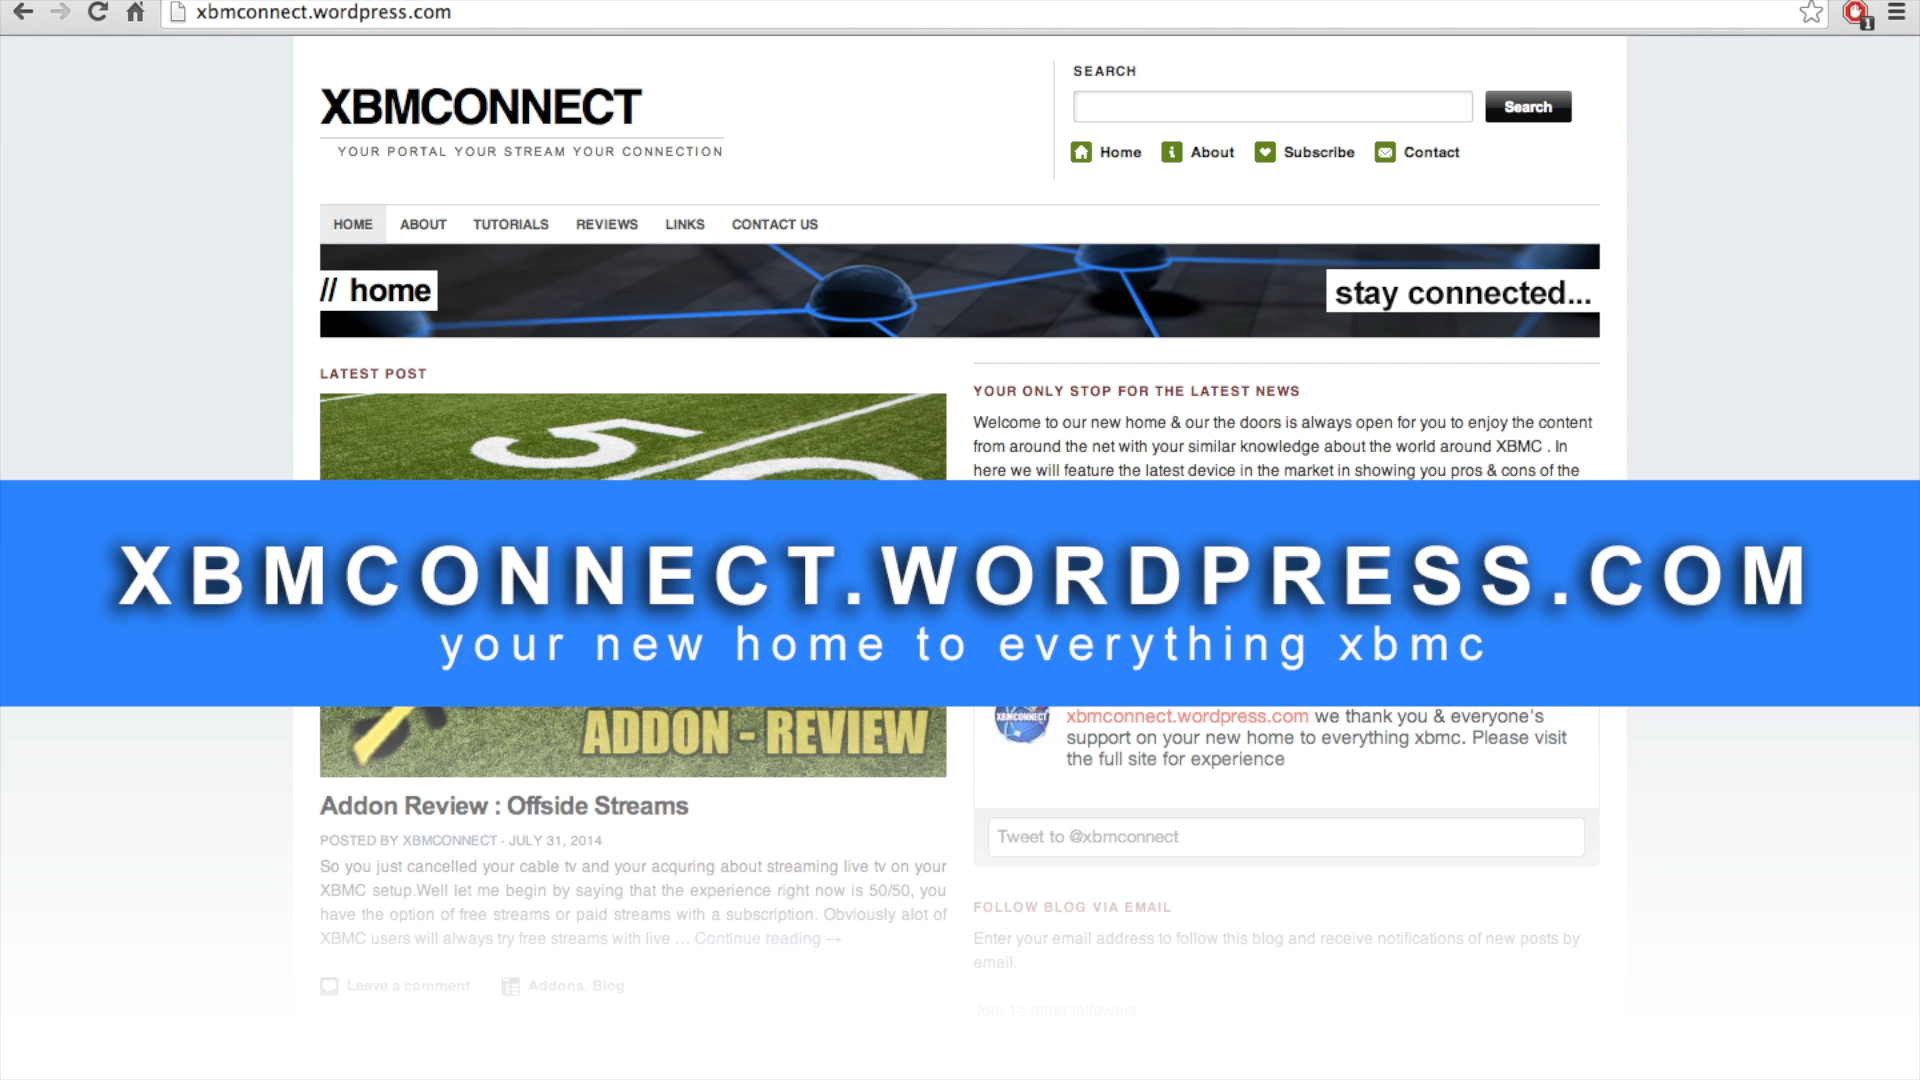 xbmconnect.wordpress.com
1
XBMCONNECT
YOUR PORTAL YOUR STREAM YOUR CONNECTION
SEARCH
Search
Home About Subscribe Contact
HOME ABOUT TUTORIALS REVIEWS LINKS CONTACT US
// home
stay connected...
LATEST POST
5
YOUR ONLY STOP FOR THE LATEST NEWS
Welcome to our new home & our the doors is always open for you to enjoy the content
from around the net with your similar knowledge about the world around XBMC . In
here we will feature the latest device in the market in showing you pros & cons of the
XBMCONNECT.WORDPRESS.COM
your new home to everything xbmc
ADDON - REVIEW
Addon Review : Offside Streams
POSTED BY XBMCONNECT · JULY 31, 2014
So you just cancelled your cable tv and your acquring about streaming live tv on your
XBMC setup.Well let me begin by saying that the experience right now is 50/50, you
have the option of free streams or paid streams with a subscription. Obviously alot of
XBMC users will always try free streams with live … Continue reading →
Leave a comment Addons, Blog
XBMCONNECT
xbmconnect.wordpress.com we thank you & everyone's
support on your new home to everything xbmc. Please visit
the full site for experience
Tweet to @xbmconnect
FOLLOW BLOG VIA EMAIL
Enter your email address to follow this blog and receive notifications of new posts by
email.
Join 13 other followers